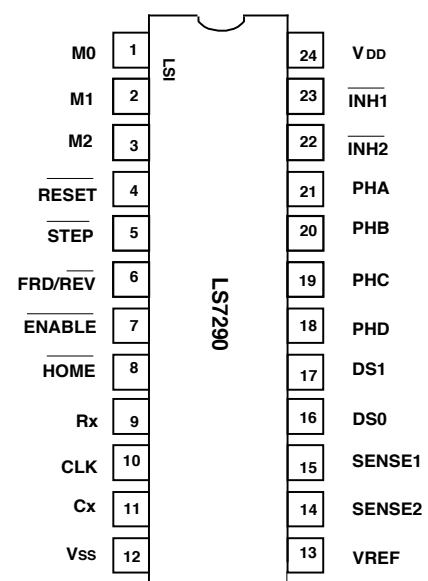 M0 1 24 VDD
LSI
M1 2 23 INH1
M2 3 22 INH2
RESET 4 21 PHA
STEP 5 20 PHB
FRD/REV 6 19 PHC
LS7290
ENABLE 7 18 PHD
HOME 8 17 DS1
Rx 9 16 DS0
CLK 10 15 SENSE1
Cx 11 14 SENSE2
Vss 12 13 VREF